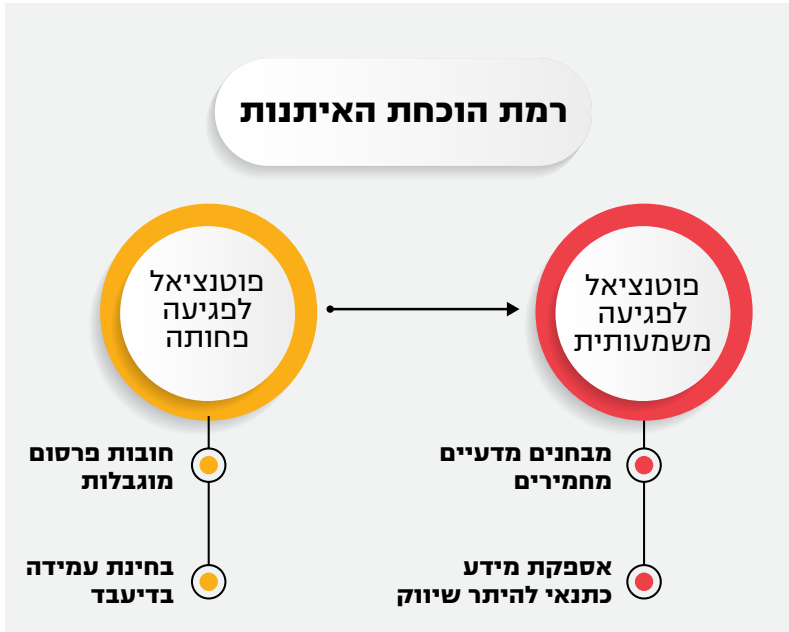 רמת הוכחת האיתנות
פוטנציאל
לפגיעה
משמעותית
מבחנים מדעיים
מחמירים
אספקת מידע
כתנאי להיתר שיווק
פוטנציאל
לפגיעה
פחותה
חובות פרסום
מוגבלות
בחינת עמידה
בדיעבד